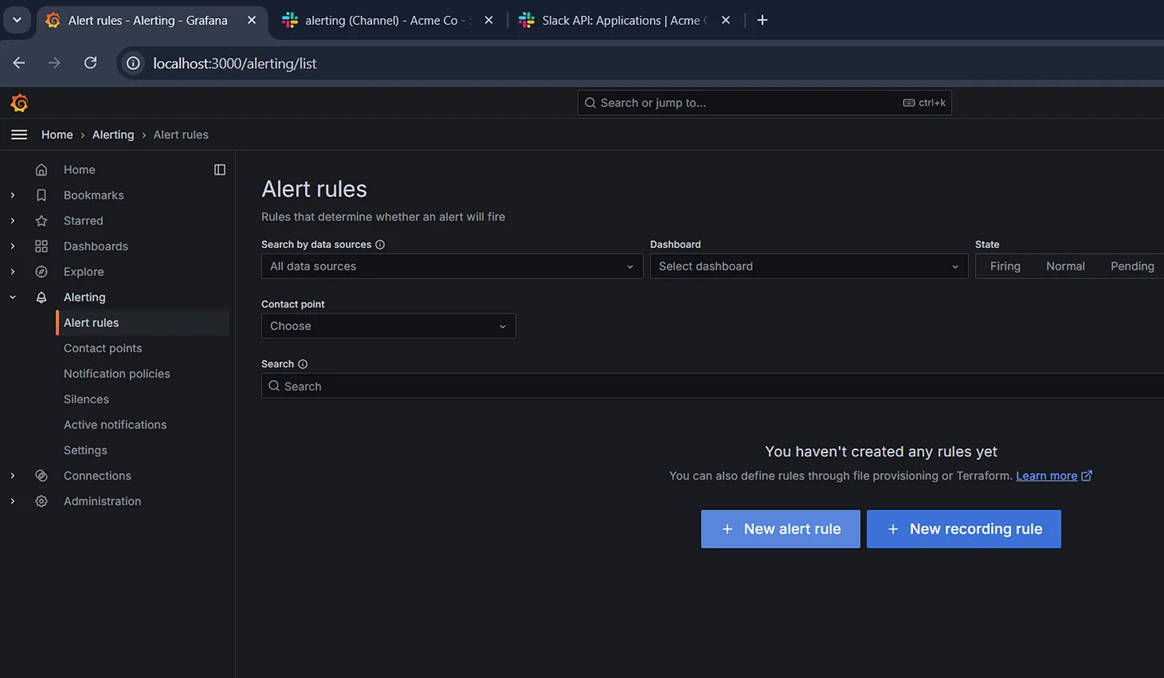 Alert rules - Alerting - Grafana
alerting (Channel) - Acme Co -
Slack API: Applications | Acme
localhost:3000/alerting/list
Search or jump to...
ctrl+k
Home › Alerting › Alert rules
Home
Bookmarks
Starred
Dashboards
Explore
Alerting
Alert rules
Contact points
Notification policies
Silences
Active notifications
Settings
Connections
Administration
Alert rules
Rules that determine whether an alert will fire
Search by data sources
All data sources
Dashboard
Select dashboard
State
Firing Normal Pending
Contact point
Choose
Search
Search
You haven't created any rules yet
You can also define rules through file provisioning or Terraform. Learn more
+ New alert rule
+ New recording rule